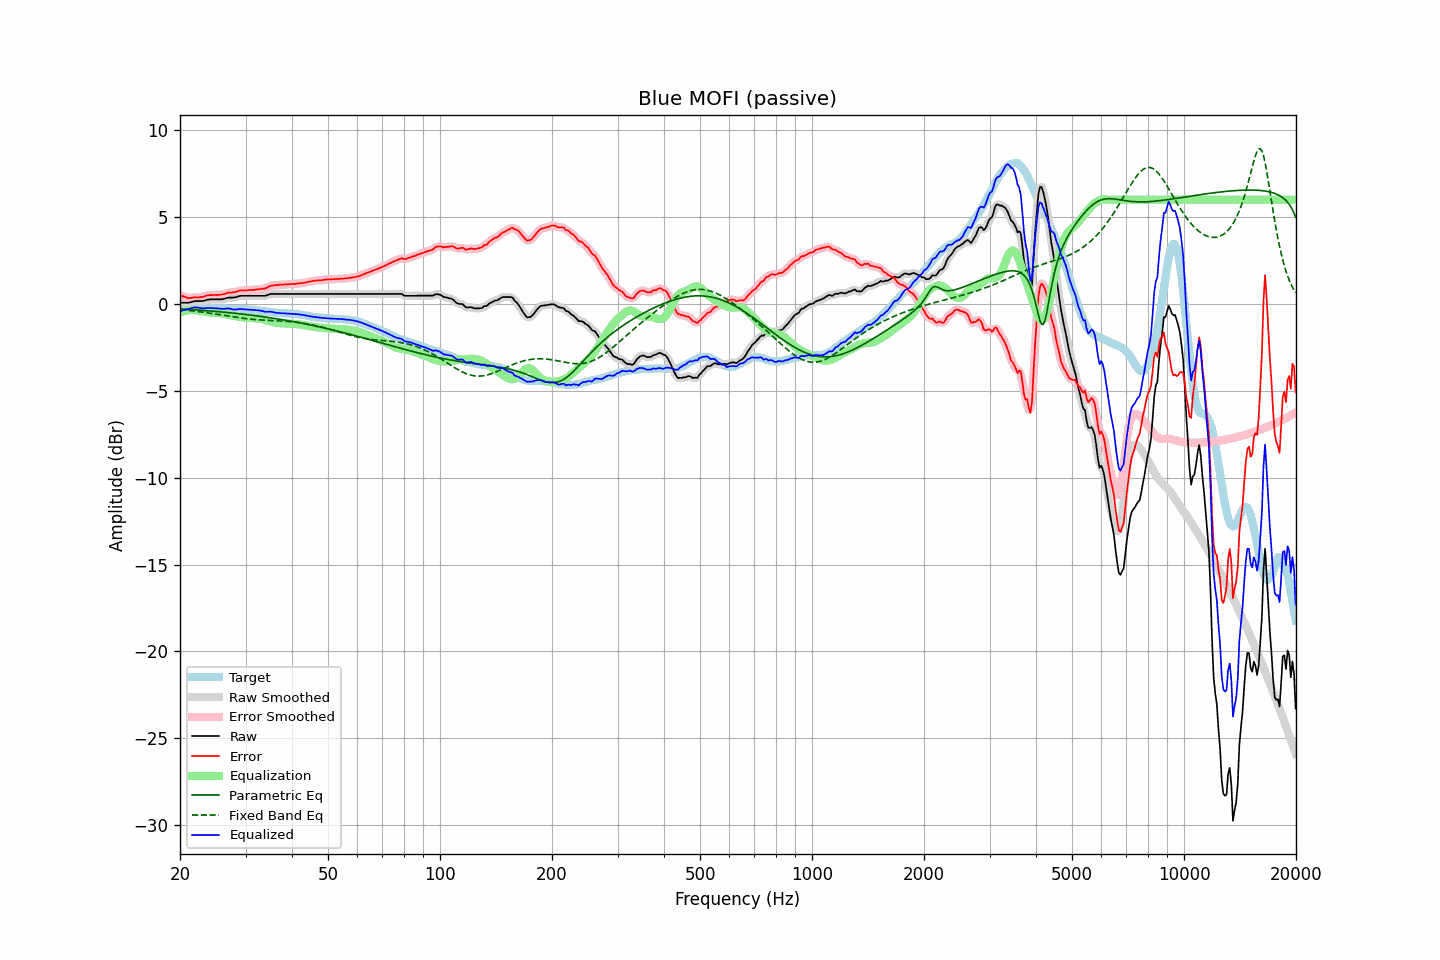 Blue MOFI (passive)
10
5
0
−5
−10
−15
−20
−25
−30
Amplitude (dBr)
Target
Raw Smoothed
Error Smoothed
Raw
Error
Equalization
Parametric Eq
Fixed Band Eq
Equalized
20 50 100 200 500 1000 2000 5000 10000 20000
Frequency (Hz)